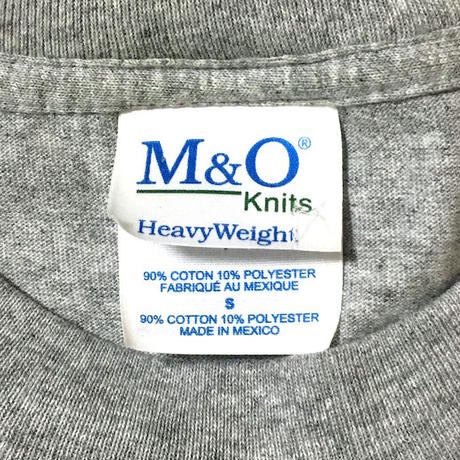 M&O®
Knits
HeavyWeight
90% COTON 10% POLYESTER
FABRIQUÉ AU MEXIQUE
S
90% COTTON 10% POLYESTER
MADE IN MEXICO